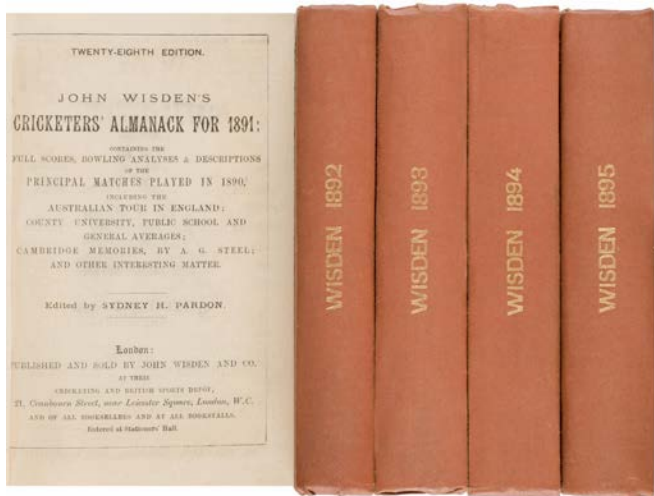 TWENTY-EIGHTH EDITION.
JOHN WISDEN'S
CRICKETERS' ALMANACK FOR 1891:
CONTAINING THE
FULL SCORES, BOWLING ANALYSES & DESCRIPTIONS
OF THE
PRINCIPAL MATCHES PLAYED IN 1890,
INCLUDING THE
AUSTRALIAN TOUR IN ENGLAND;
COUNTY UNIVERSITY, PUBLIC SCHOOL AND
GENERAL AVERAGES;
CAMBRIDGE MEMORIES, BY A. G. STEEL;
AND OTHER INTERESTING MATTER.
Edited by SYDNEY H. PARDON.
London:
PUBLISHED AND SOLD BY JOHN WISDEN AND CO.
AT THEIR
CRICKETING AND BRITISH SPORTS DEPÔT,
21, Cranbourn Street, near Leicester Square, London, W.C.
AND OF ALL BOOKSELLERS AND AT ALL BOOKSTALLS.
Entered at Stationers' Hall.
WISDEN 1892
WISDEN 1893
WISDEN 1894
WISDEN 1895